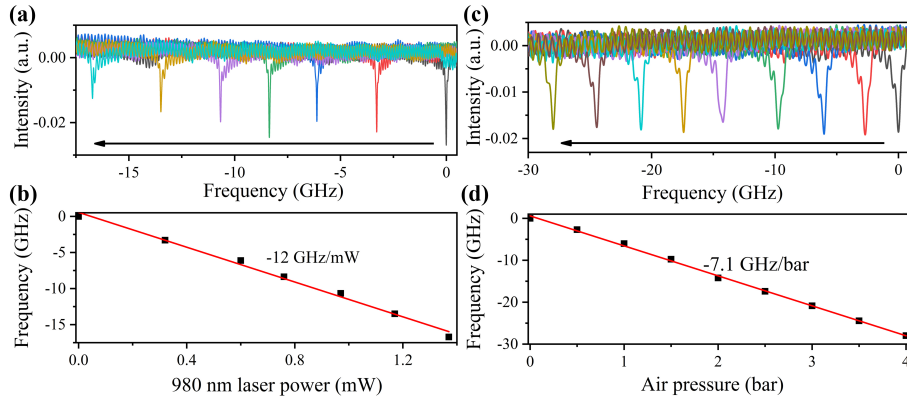 (a)
Intensity (a.u.)
0.00
-0.02
-15
-10
-5
0
Frequency (GHz)
(c)
Intensity (a.u.)
0.00
-0.01
-0.02
-30
-20
-10
0
Frequency (GHz)
(b)
Frequency (GHz)
0
-5
-10
-15
-12 GHz/mW
0.0
0.4
0.8
1.2
980 nm laser power (mW)
(d)
Frequency (GHz)
0
-10
-20
-30
-7.1 GHz/bar
0
1
2
3
4
Air pressure (bar)